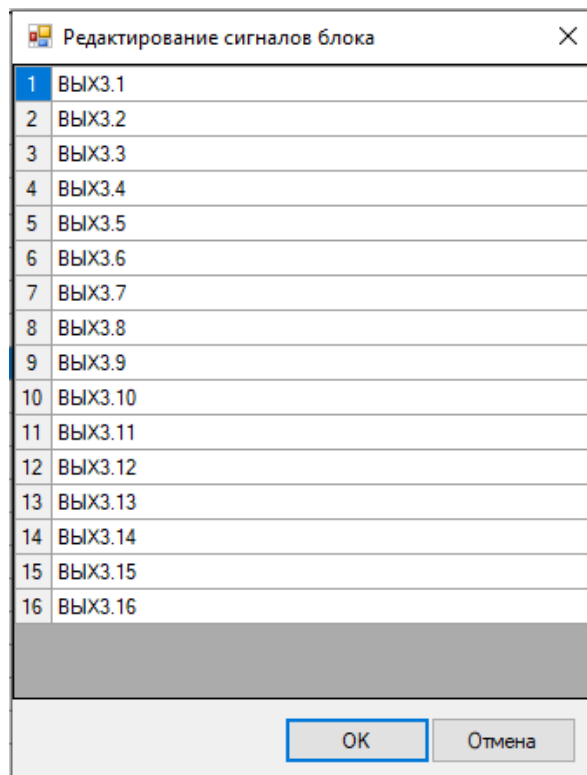 Редактирование сигналов блока
1 ВЫХ3.1
2 ВЫХ3.2
3 ВЫХ3.3
4 ВЫХ3.4
5 ВЫХ3.5
6 ВЫХ3.6
7 ВЫХ3.7
8 ВЫХ3.8
9 ВЫХ3.9
10 ВЫХ3.10
11 ВЫХ3.11
12 ВЫХ3.12
13 ВЫХ3.13
14 ВЫХ3.14
15 ВЫХ3.15
16 ВЫХ3.16
OK Отмена